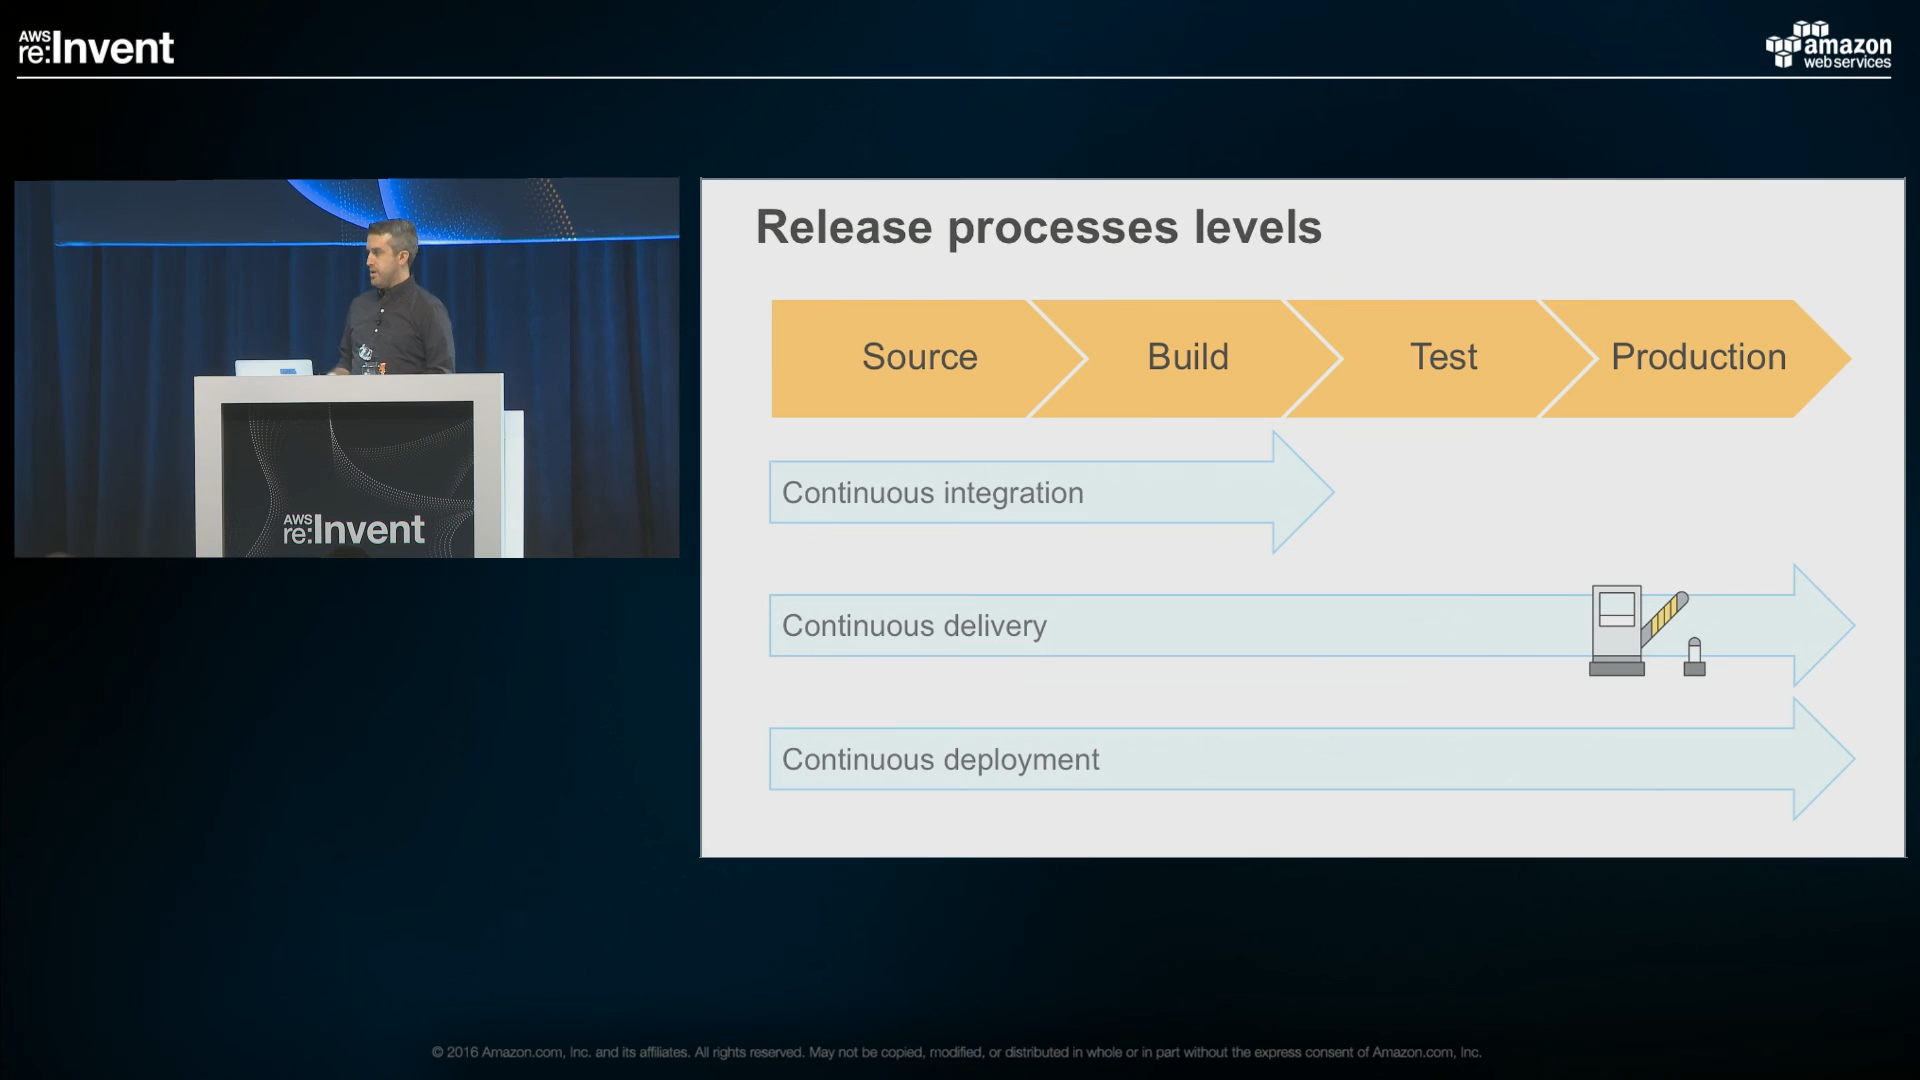 AWS
re:Invent
amazon
webservices
Release processes levels
Source
Build
Test
Production
Continuous integration
Continuous delivery
Continuous deployment
AWS
re:Invent
© 2016 Amazon.com, Inc. and its affiliates. All rights reserved. May not be copied, modified, or distributed in whole or in part without the express consent of Amazon.com, Inc.